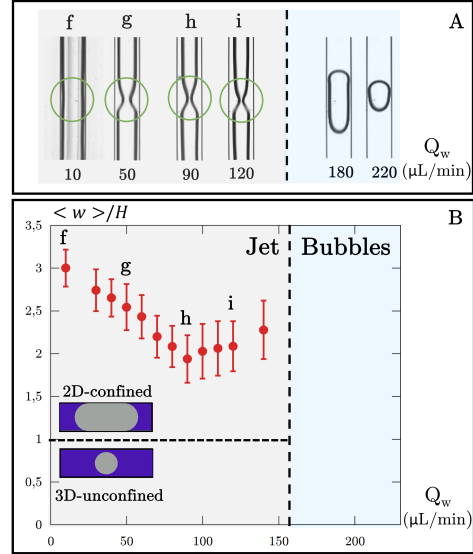 f g h i A
10 50 90 120 180 220
Q_w
(μL/min)
< w >/H B
3,5
f
g
Jet Bubbles
3
2.5
h i
2
1.5
2D-confined
1
3D-unconfined
0.5
0
0 50 100 150 200
Q_w
(μL/min)